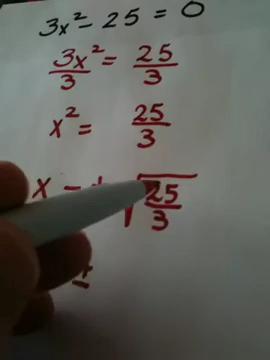 3x² - 25 = 0
3x²/3 = 25/3
x² = 25/3
x = ± √25/3
±